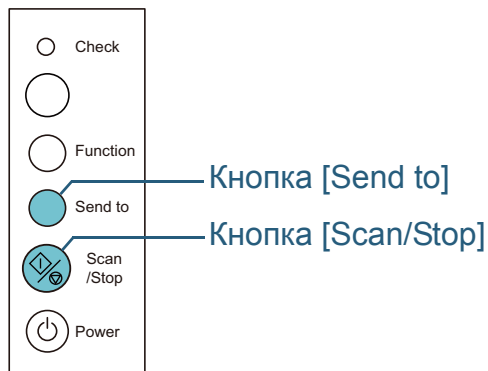 Check
Function
Кнопка [Send to]
Send to
Кнопка [Scan/Stop]
Scan
/Stop
Power